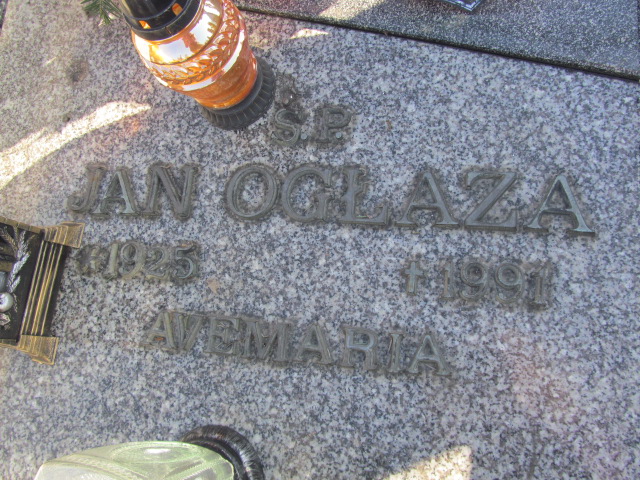 Ś.P.
JAN OGŁAZA
* 1925 † 1991
AVE MARIA